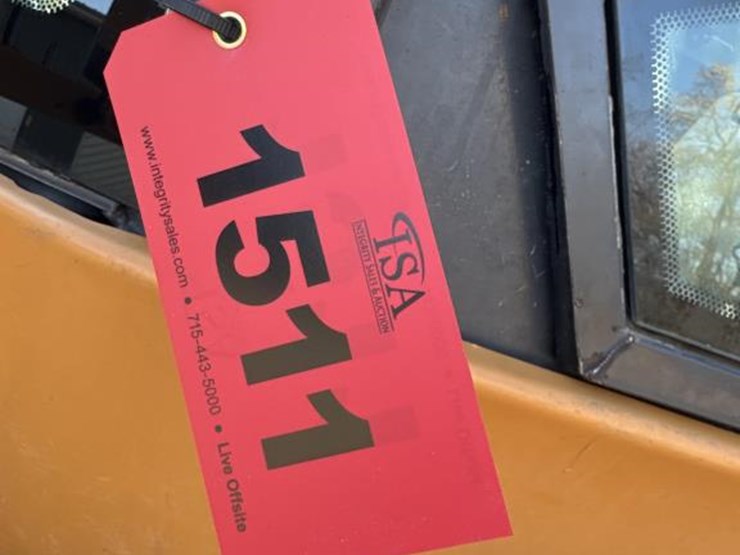 ISA
INTEGRITY SALES & AUCTION
1511
www.integritysales.com • 715-443-5000 • Live Offsite